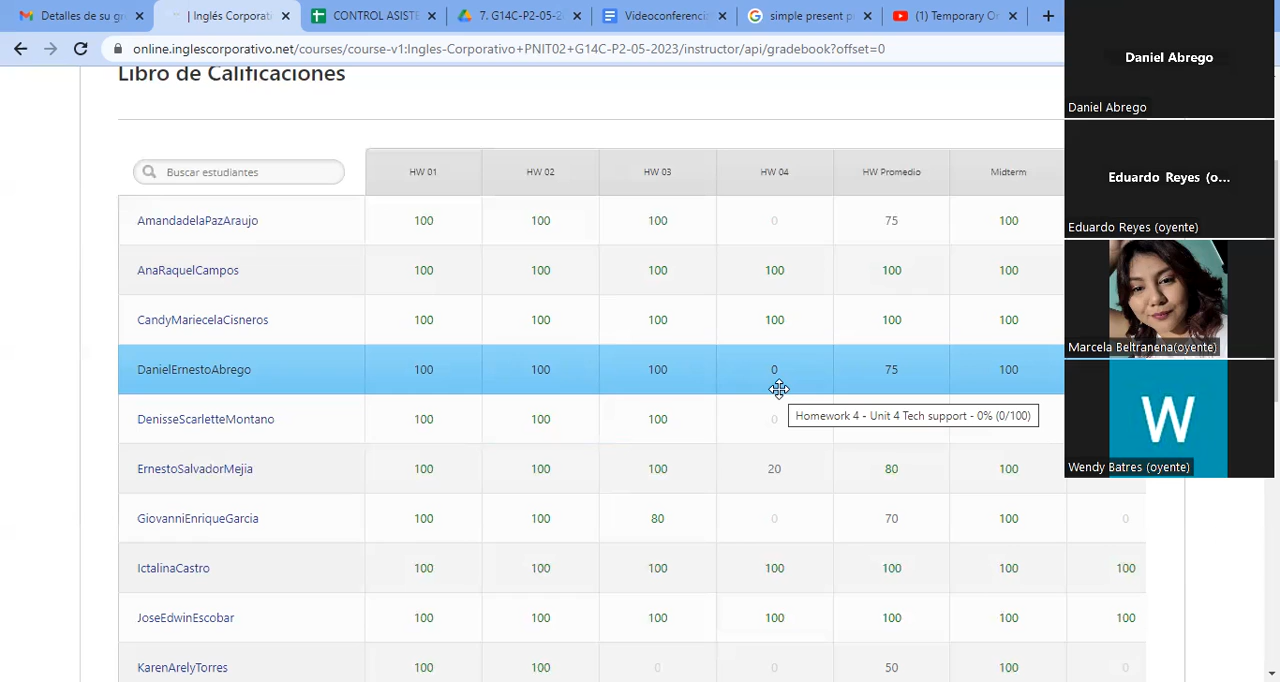 Detalles de su gr
| Inglés Corporati
CONTROL ASISTE
7. G14C-P2-05-2
Videoconferenci
simple present p
(1) Temporary Or
online.inglescorporativo.net/courses/course-v1:Ingles-Corporativo+PNIT02+G14C-P2-05-2023/instructor/api/gradebook?offset=0
Libro de Calificaciones
Buscar estudiantes
HW 01 HW 02 HW 03 HW 04 HW Promedio Midterm
AmandadelaPazAraujo 100 100 100 0 75 100
AnaRaquelCampos 100 100 100 100 100 100
CandyMariecelaCisneros 100 100 100 100 100 100
DanielErnestoAbrego 100 100 100 0 75 100
Homework 4 - Unit 4 Tech support - 0% (0/100)
DenisseScarletteMontano 100 100 100 0 100
ErnestoSalvadorMejia 100 100 100 20 80 100
GiovanniEnriqueGarcia 100 100 80 0 70 100 0
IctalinaCastro 100 100 100 100 100 100 100
JoseEdwinEscobar 100 100 100 100 100 100 100
KarenArelyTorres 100 100 0 0 50 100 0
Daniel Abrego
Daniel Abrego
Eduardo Reyes (o...
Eduardo Reyes (oyente)
Marcela Beltranena(oyente)
W
Wendy Batres (oyente)